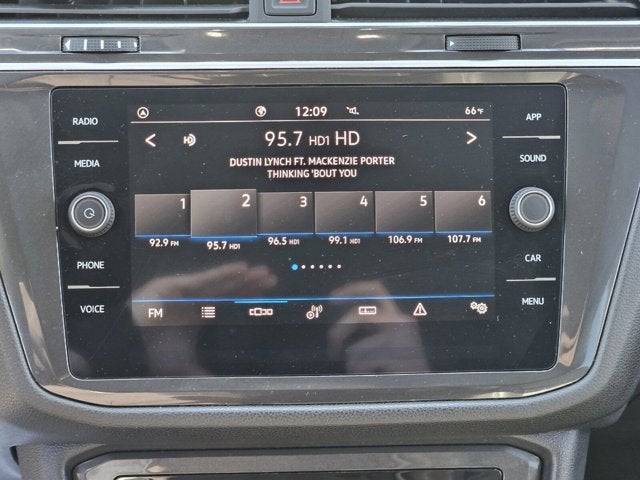 12:09
66°F
RADIO
APP
95.7 HD1 HD
MEDIA
SOUND
DUSTIN LYNCH FT. MACKENZIE PORTER
THINKING 'BOUT YOU
1 2 3 4 5 6
92.9 FM 95.7 HD1 96.5 HD1 99.1 HD1 106.9 FM 107.7 FM
PHONE
CAR
VOICE
MENU
FM